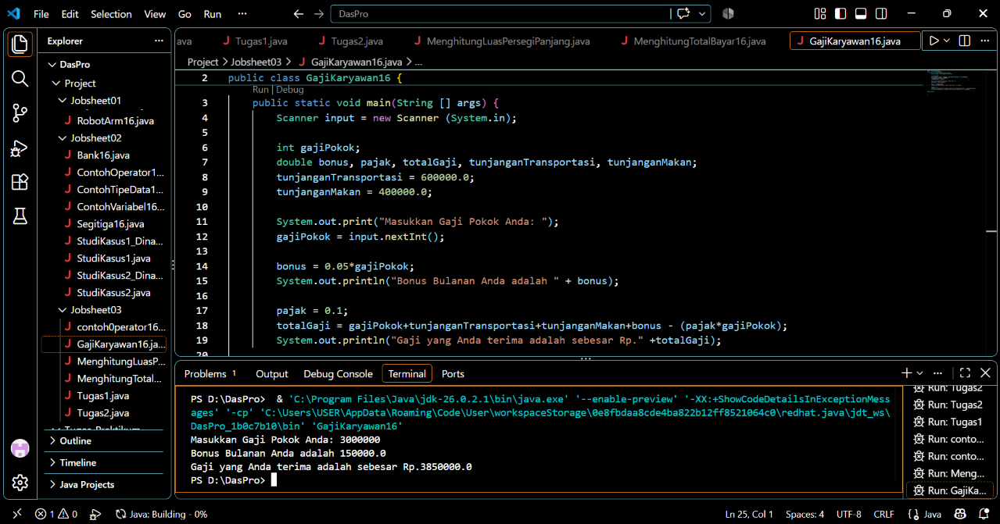 File Edit Selection View Go Run ··· DasPro
Explorer ···
DasPro
Project
Jobsheet01
RobotArm16.java
Jobsheet02
Bank16.java
ContohOperator1...
ContohTipeData1...
ContohVariabel16...
Segitiga16.java
StudiKasus1_Dina...
StudiKasus1.java
StudiKasus2_Dina...
StudiKasus2.java
Jobsheet03
contoh0perator16...
GajiKaryawan16.ja...
MenghitungLuasP...
MenghitungTotal...
Tugas1.java
Tugas2.java
Tugas Praktikum
Outline
Timeline
Java Projects
ava Tugas1.java Tugas2.java MenghitungLuasPersegiPanjang.java MenghitungTotalBayar16.java GajiKaryawan16.java ···
Project > Jobsheet03 > GajiKaryawan16.java > ...
2 public class GajiKaryawan16 {
Run | Debug
3 public static void main(String [] args) {
4 Scanner input = new Scanner (System.in);
5
6 int gajiPokok;
7 double bonus, pajak, totalGaji, tunjanganTransportasi, tunjanganMakan;
8 tunjanganTransportasi = 600000.0;
9 tunjanganMakan = 400000.0;
10
11 System.out.print("Masukkan Gaji Pokok Anda: ");
12 gajiPokok = input.nextInt();
13
14 bonus = 0.05*gajiPokok;
15 System.out.println("Bonus Bulanan Anda adalah " + bonus);
16
17 pajak = 0.1;
18 totalGaji = gajiPokok+tunjanganTransportasi+tunjanganMakan+bonus - (pajak*gajiPokok);
19 System.out.println("Gaji yang Anda terima adalah sebesar Rp." +totalGaji);
20
Problems 1 Output Debug Console Terminal Ports
PS D:\DasPro> & 'C:\Program Files\Java\jdk-26.0.2.1\bin\java.exe' '--enable-preview' '-XX:+ShowCodeDetailsInExceptionMess
ages' '-cp' 'C:\Users\USER\AppData\Roaming\Code\User\workspaceStorage\0e8fbdaa8cde4ba822b12ff8521064c0\redhat.java\jdt_ws\
DasPro_1b0c7b10\bin' 'GajiKaryawan16'
Masukkan Gaji Pokok Anda: 3000000
Bonus Bulanan Anda adalah 150000.0
Gaji yang Anda terima adalah sebesar Rp.3850000.0
PS D:\DasPro>
Run: Tugas2
Run: Tugas2
Run: Tugas1
Run: conto...
Run: conto...
Run: Meng...
Run: GajiKa...
1 0 Java: Building - 0% Ln 25, Col 1 Spaces: 4 UTF-8 CRLF {} Java